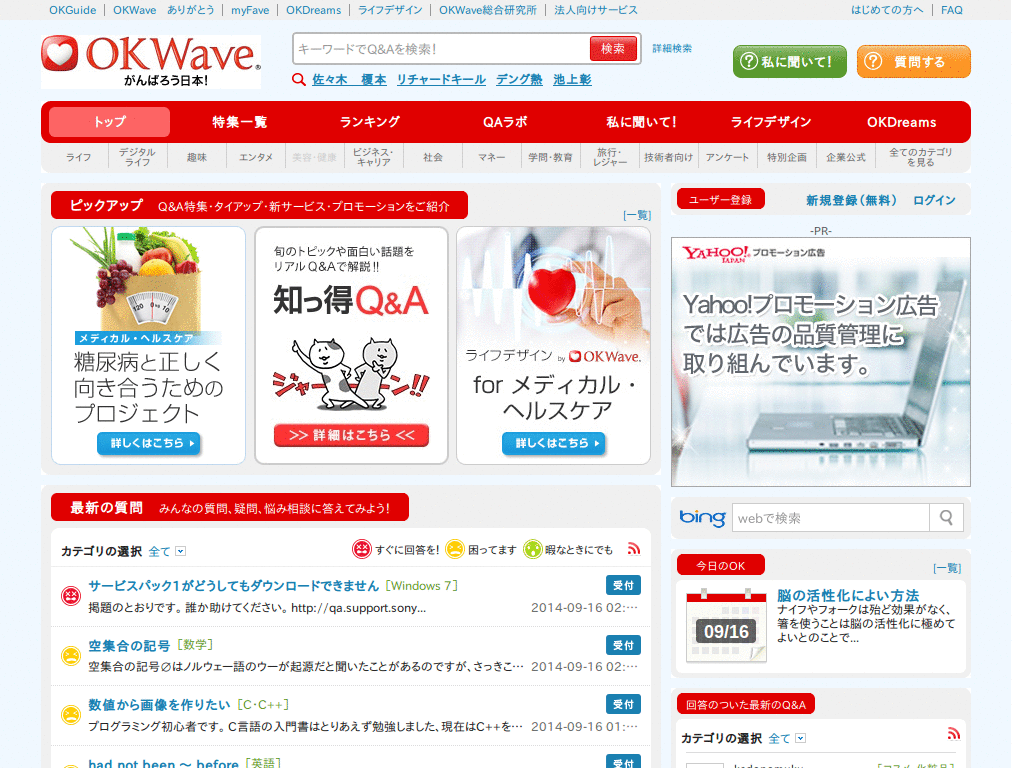 OKGuide | OKWave ありがとう | myFave | OKDreams | ライフデザイン | OKWave総合研究所 | 法人向けサービス
はじめての方へ | FAQ
OKWave.
がんばろう日本!
キーワードでQ&Aを検索!
検索
詳細検索
佐々木 榎本 リチャードキール デング熱 池上彰
私に聞いて!
質問する
トップ 特集一覧 ランキング QAラボ 私に聞いて! ライフデザイン OKDreams
ライフ
デジタル
ライフ
趣味
エンタメ
美容・健康
ビジネス・
キャリア
社会
マネー
学問・教育
旅行・
レジャー
技術者向け
アンケート
特別企画
企業公式
全てのカテゴリ
を見る
ピックアップ Q&A特集・タイアップ・新サービス・プロモーションをご紹介
[一覧]
メディカル・ヘルスケア
糖尿病と正しく
向き合うための
プロジェクト
詳しくはこちら
旬のトピックや面白い話題を
リアルQ&Aで解説!!
知っ得Q&A
ジャーーン!!
>> 詳細はこちら <<
ライフデザイン by OKWave.
for メディカル・
ヘルスケア
詳しくはこちら
ユーザー登録
新規登録(無料) ログイン
-PR-
YAHOO! JAPAN プロモーション広告
Yahoo!プロモーション広告
では広告の品質管理に
取り組んでいます。
bing
webで検索
最新の質問 みんなの質問、疑問、悩み相談に答えてみよう!
カテゴリの選択 全て
すぐに回答を! 困ってます 暇なときにでも
サービスパック1がどうしてもダウンロードできません [Windows 7]
受付
掲題のとおりです。誰か助けてください。http://qa.support.sony...
2014-09-16 02:…
空集合の記号 [数学]
受付
空集合の記号∅はノルウェー語のウーが起源だと聞いたことがあるのですが、さっきこ…
2014-09-16 02:…
数値から画像を作りたい [C・C++]
受付
プログラミング初心者です。C言語の入門書はとりあえず勉強しました、現在はC++を…
2014-09-16 01:…
had not been ～ before [英語]
受付
今日のOK
[一覧]
09/16
脳の活性化によい方法
ナイフやフォークは殆ど効果がなく、
箸を使うことは脳の活性化に極めて
よいとのことで...
回答のついた最新のQ&A
カテゴリの選択 全て